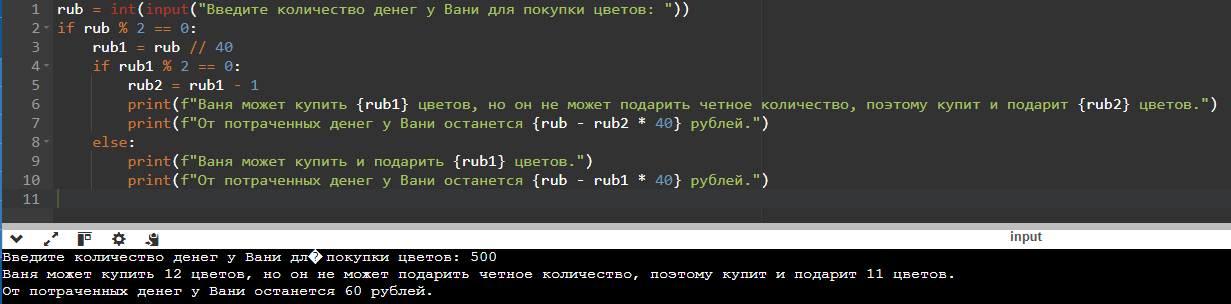 1 rub = int(input("Введите количество денег у Вани для покупки цветов: "))
2 if rub % 2 == 0:
3 rub1 = rub // 40
4 if rub1 % 2 == 0:
5 rub2 = rub1 - 1
6 print(f"Ваня может купить {rub1} цветов, но он не может подарить четное количество, поэтому купит и подарит {rub2} цветов.")
7 print(f"От потраченных денег у Вани останется {rub - rub2 * 40} рублей.")
8 else:
9 print(f"Ваня может купить и подарить {rub1} цветов.")
10 print(f"От потраченных денег у Вани останется {rub - rub1 * 40} рублей.")
11
input
Введите количество денег у Вани дл� покупки цветов: 500
Ваня может купить 12 цветов, но он не может подарить четное количество, поэтому купит и подарит 11 цветов.
От потраченных денег у Вани останется 60 рублей.